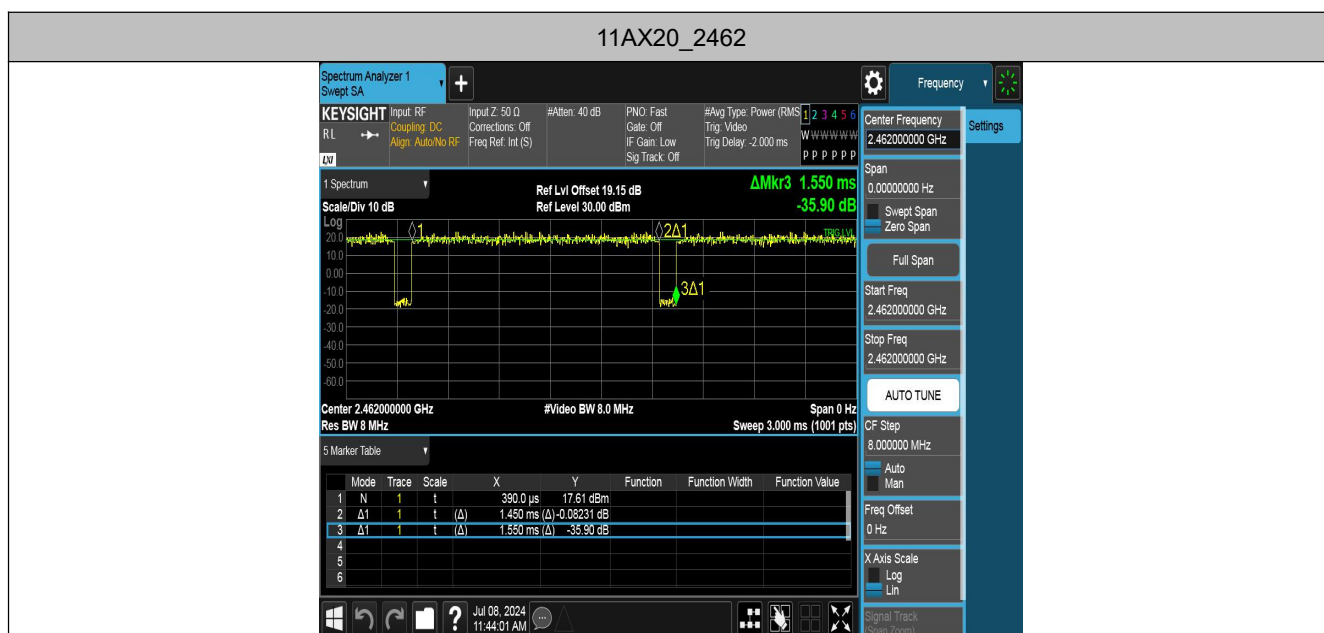 11AX20_2462
Spectrum Analyzer 1
Swept SA
Frequency
KEYSIGHT
RL
LXI
Input: RF
Coupling: DC
Align: Auto/No RF
Input Z: 50 Ω
Corrections: Off
Freq Ref: Int (S)
#Atten: 40 dB
PNO: Fast
Gate: Off
IF Gain: Low
Sig Track: Off
#Avg Type: Power (RMS
Trig: Video
Trig Delay: -2.000 ms
1 2 3 4 5 6
W W W W W W
P P P P P P
1 Spectrum
Scale/Div 10 dB
Ref Lvl Offset 19.15 dB
Ref Level 30.00 dBm
ΔMkr3 1.550 ms
-35.90 dB
Log
20.0
10.0
0.00
-10.0
-20.0
-30.0
-40.0
-50.0
-60.0
1
2Δ1
3Δ1
TRIG LVL
Center 2.462000000 GHz
#Video BW 8.0 MHz
Span 0 Hz
Res BW 8 MHz
Sweep 3.000 ms (1001 pts)
5 Marker Table
Mode Trace Scale X Y Function Function Width Function Value
1 N 1 t 390.0 µs 17.61 dBm
2 Δ1 1 t (Δ) 1.450 ms (Δ) -0.08231 dB
3 Δ1 1 t (Δ) 1.550 ms (Δ) -35.90 dB
4
5
6
?
Jul 08, 2024
11:44:01 AM
Center Frequency
2.462000000 GHz
Settings
Span
0.00000000 Hz
Swept Span
Zero Span
Full Span
Start Freq
2.462000000 GHz
Stop Freq
2.462000000 GHz
AUTO TUNE
CF Step
8.000000 MHz
Auto
Man
Freq Offset
0 Hz
X Axis Scale
Log
Lin
Signal Track
(Span Zoom)